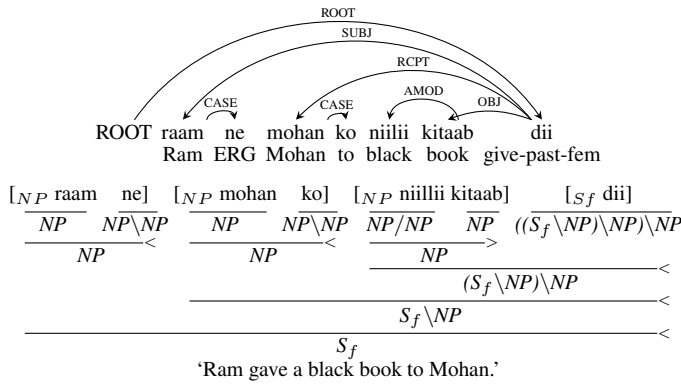 ROOT
SUBJ
RCPT
CASE CASE AMOD OBJ
ROOT raam ne mohan ko niilii kitaab dii
Ram ERG Mohan to black book give-past-fem
[NP raam ne] [NP mohan ko] [NP niillii kitaab] [Sf dii]
NP NP\NP NP NP\NP NP/NP NP ((Sf\NP)\NP)\NP
NP < NP < NP >
(Sf\NP)\NP <
Sf\NP <
Sf <
‘Ram gave a black book to Mohan.’